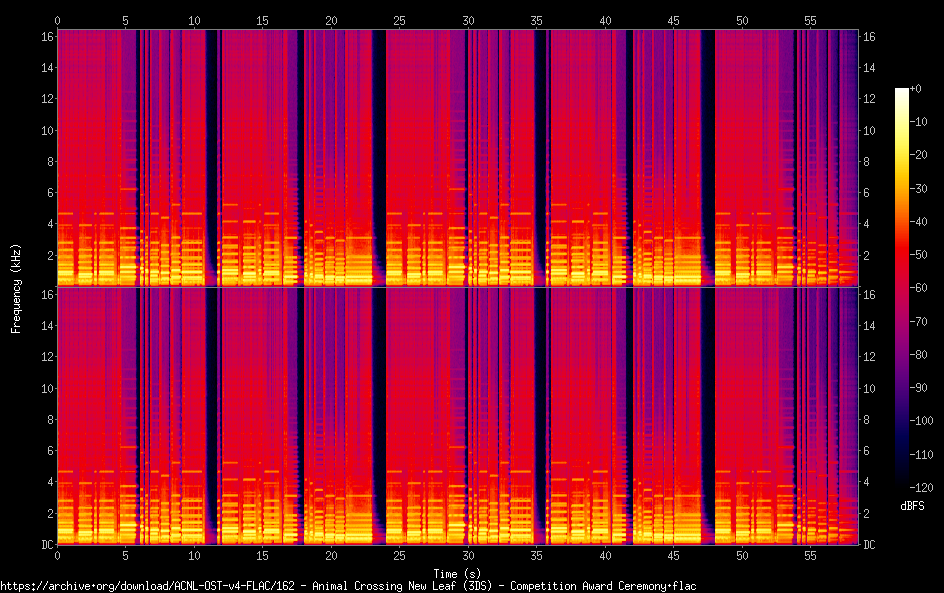 0 5 10 15 20 25 30 35 40 45 50 55
16 16 +0
14 14 -10
12 12 -20
10 10 -30
8 8 -40
6 6 -50
4 4 -60
2 2 -70
16 16 -80
14 14 -90
12 12 -100
10 10 -110
8 8 -120
6 6 dBFS
4 4
2 2
DC DC
0 5 10 15 20 25 30 35 40 45 50 55
Frequency (kHz)
Time (s)
https://archive.org/download/ACNL-OST-v4-FLAC/162 - Animal Crossing New Leaf (3DS) - Competition Award Ceremony.flac